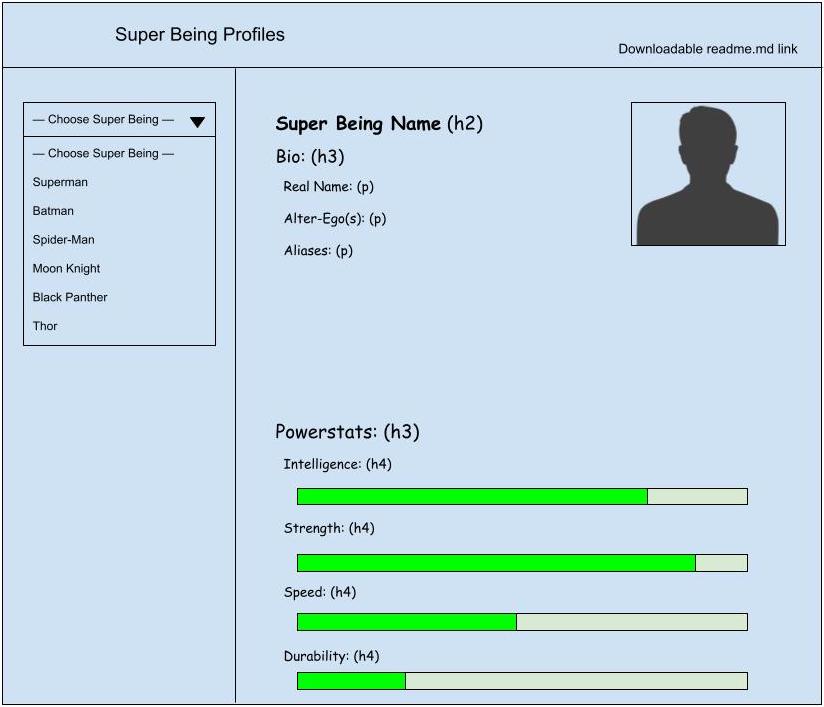 Super Being Profiles
Downloadable readme.md link
— Choose Super Being —
— Choose Super Being —
Superman
Batman
Spider-Man
Moon Knight
Black Panther
Thor
Super Being Name (h2)
Bio: (h3)
Real Name: (p)
Alter-Ego(s): (p)
Aliases: (p)
Powerstats: (h3)
Intelligence: (h4)
Strength: (h4)
Speed: (h4)
Durability: (h4)